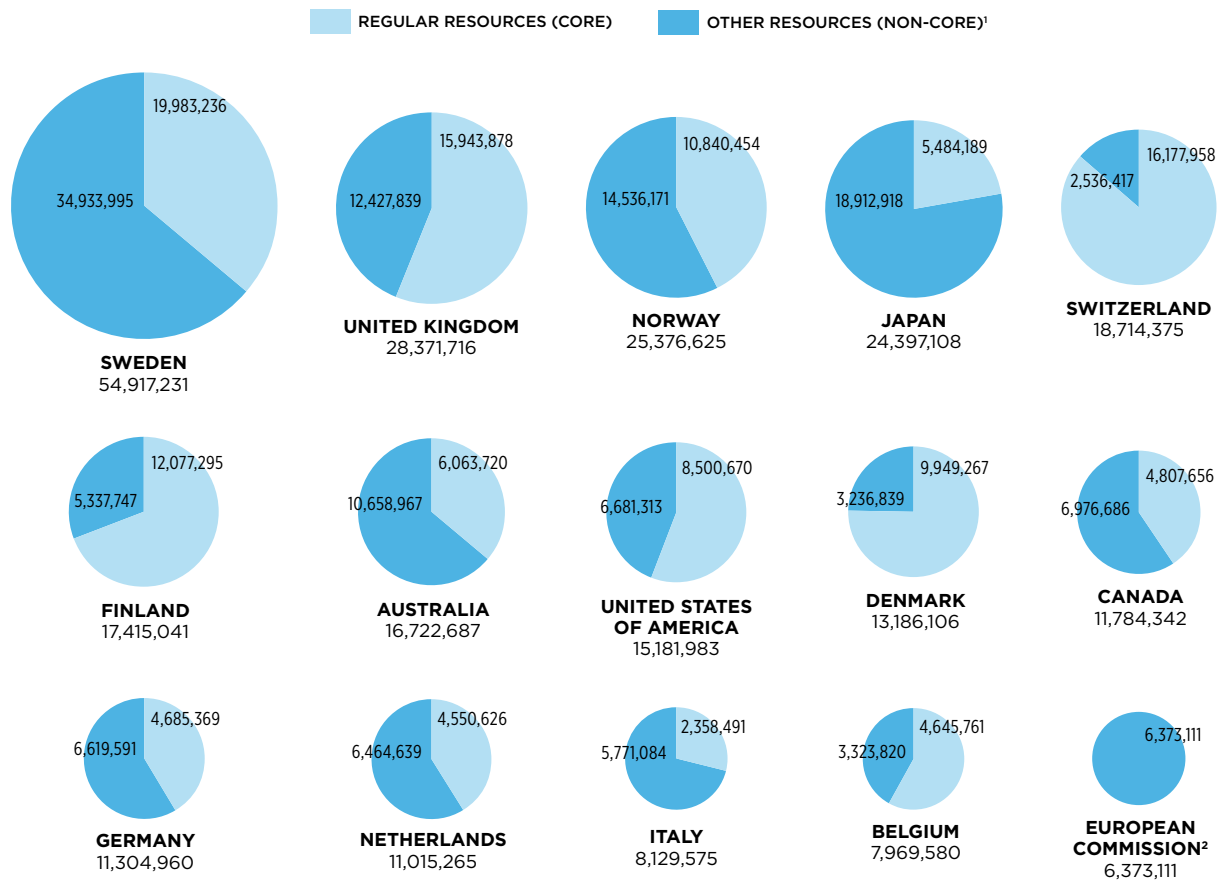 REGULAR RESOURCES (CORE)
OTHER RESOURCES (NON-CORE)¹
19,983,236
34,933,995
SWEDEN
54,917,231
15,943,878
12,427,839
UNITED KINGDOM
28,371,716
10,840,454
14,536,171
NORWAY
25,376,625
5,484,189
18,912,918
JAPAN
24,397,108
16,177,958
2,536,417
SWITZERLAND
18,714,375
12,077,295
5,337,747
FINLAND
17,415,041
6,063,720
10,658,967
AUSTRALIA
16,722,687
8,500,670
6,681,313
UNITED STATES
OF AMERICA
15,181,983
9,949,267
3,236,839
DENMARK
13,186,106
4,807,656
6,976,686
CANADA
11,784,342
4,685,369
6,619,591
GERMANY
11,304,960
4,550,626
6,464,639
NETHERLANDS
11,015,265
2,358,491
5,771,084
ITALY
8,129,575
4,645,761
3,323,820
BELGIUM
7,969,580
6,373,111
EUROPEAN
COMMISSION²
6,373,111